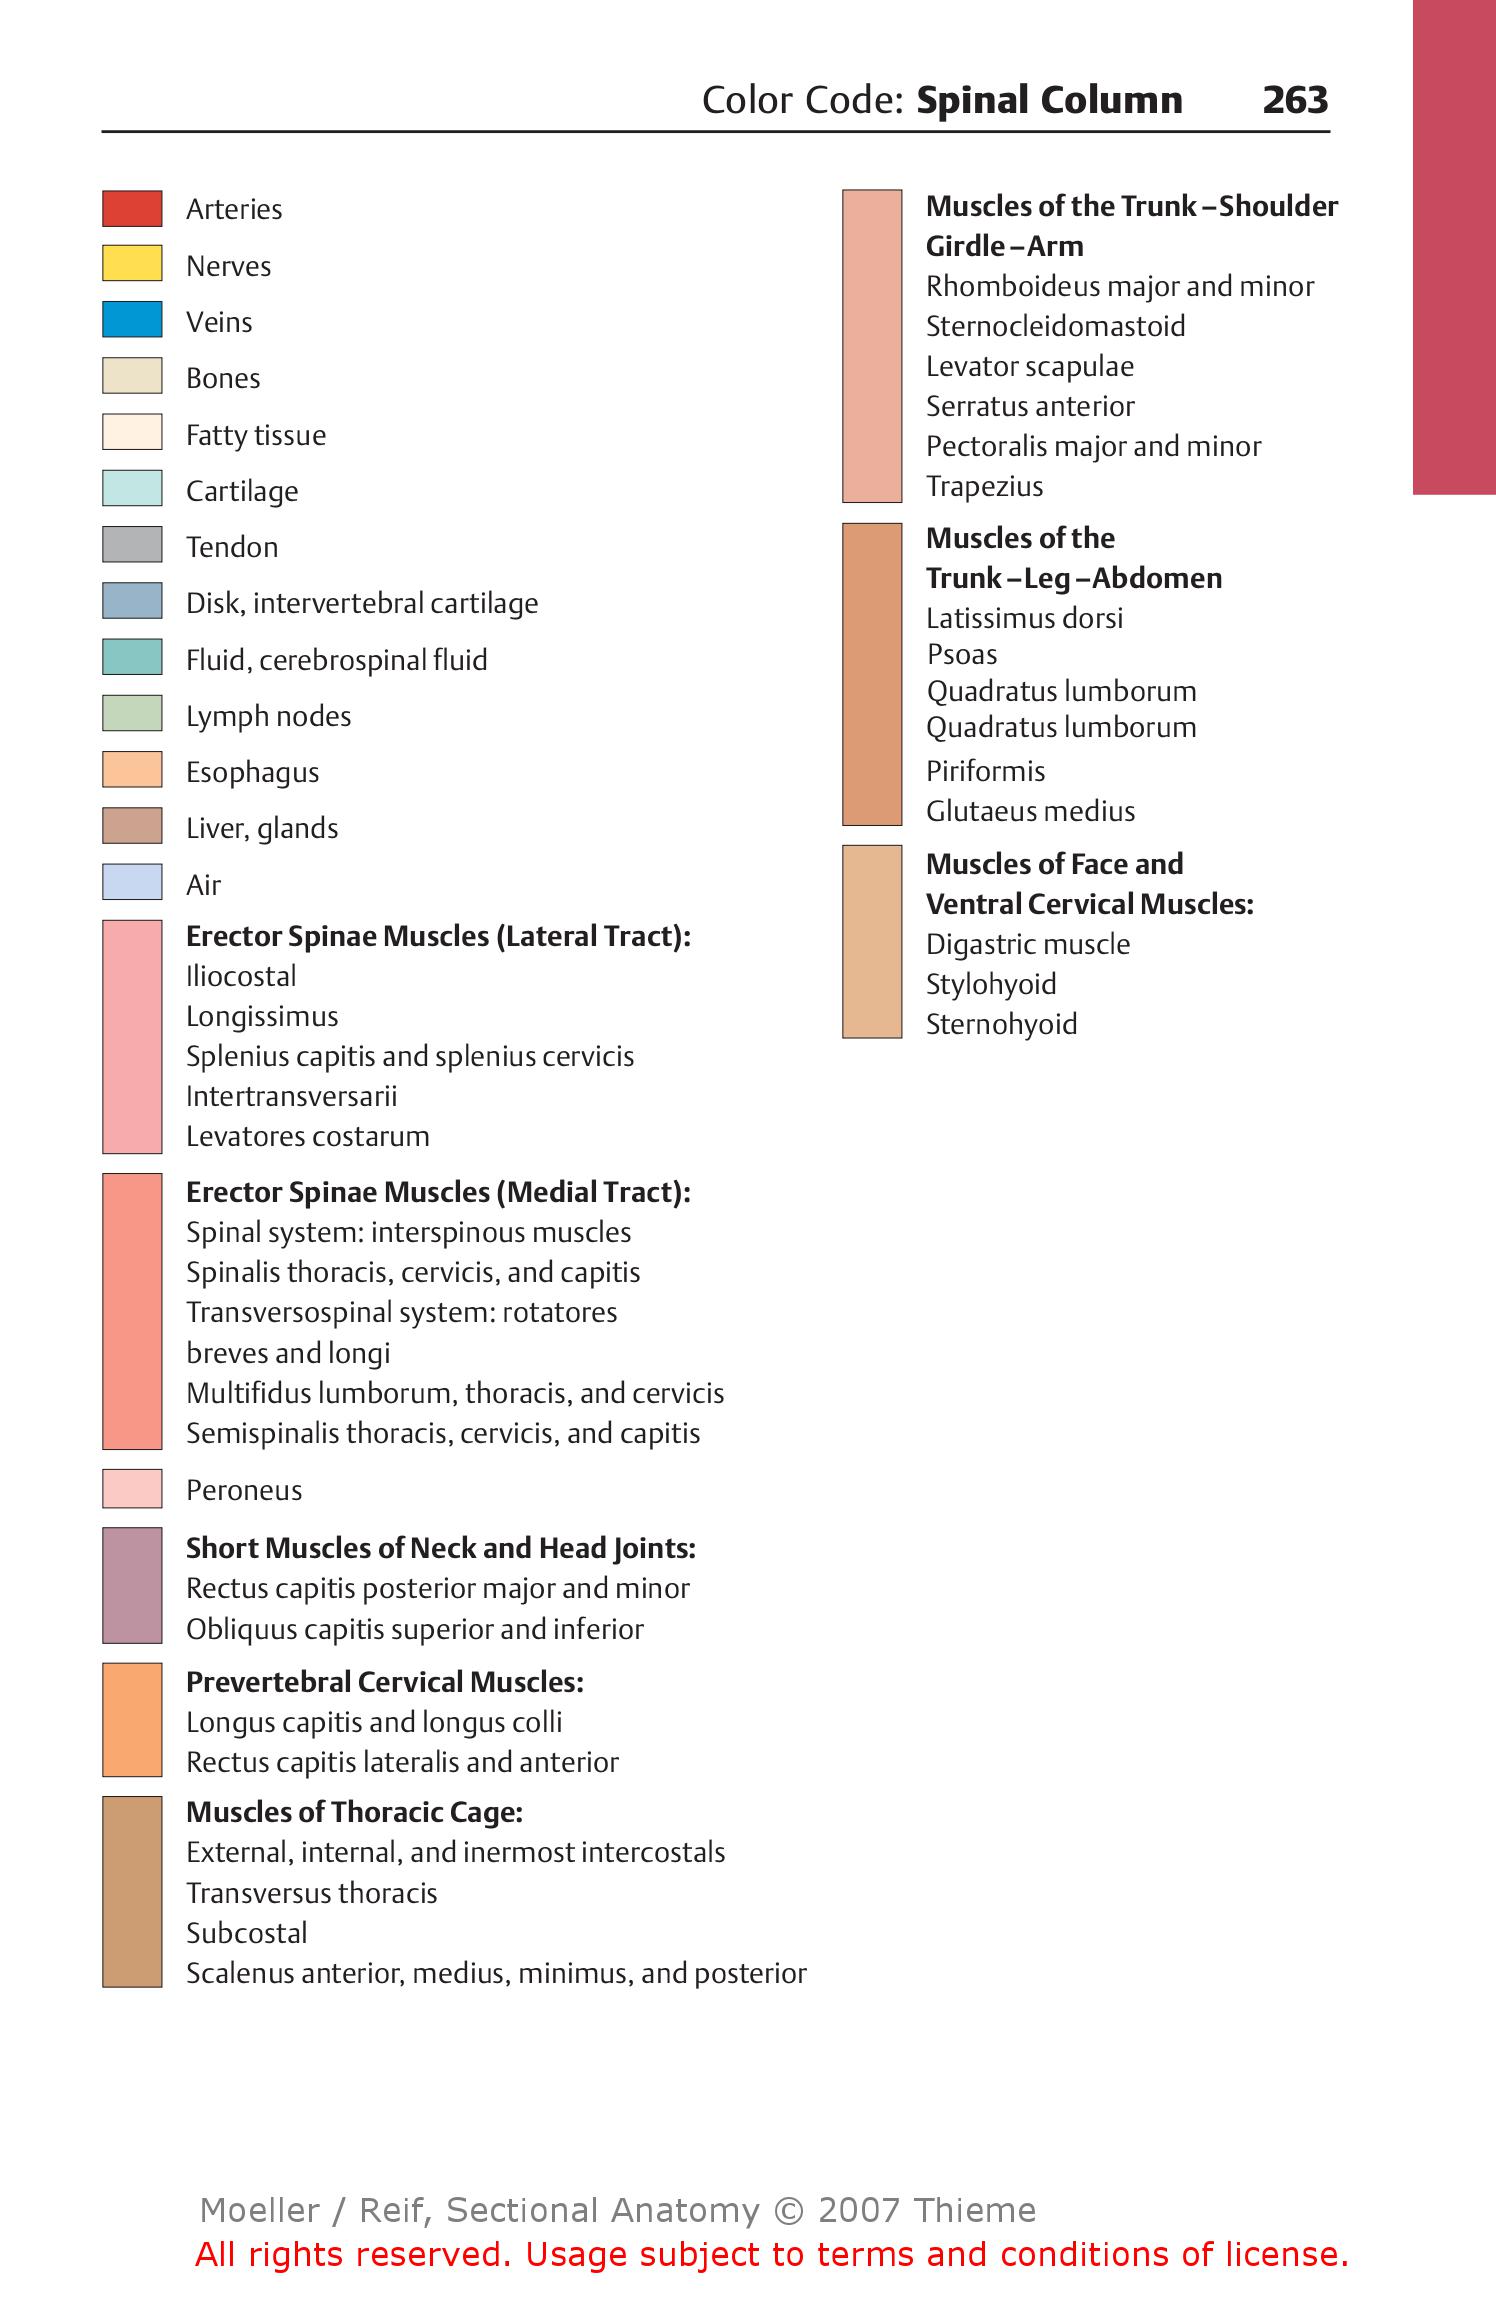 Color Code: Spinal Column 263
Arteries
Nerves
Veins
Bones
Fatty tissue
Cartilage
Tendon
Disk, intervertebral cartilage
Fluid, cerebrospinal fluid
Lymph nodes
Esophagus
Liver, glands
Air
Erector Spinae Muscles (Lateral Tract):
Iliocostal
Longissimus
Splenius capitis and splenius cervicis
Intertransversarii
Levatores costarum
Erector Spinae Muscles (Medial Tract):
Spinal system: interspinous muscles
Spinalis thoracis, cervicis, and capitis
Transversospinal system: rotatores
breves and longi
Multifidus lumborum, thoracis, and cervicis
Semispinalis thoracis, cervicis, and capitis
Peroneus
Short Muscles of Neck and Head Joints:
Rectus capitis posterior major and minor
Obliquus capitis superior and inferior
Prevertebral Cervical Muscles:
Longus capitis and longus colli
Rectus capitis lateralis and anterior
Muscles of Thoracic Cage:
External, internal, and inermost intercostals
Transversus thoracis
Subcostal
Scalenus anterior, medius, minimus, and posterior
Muscles of the Trunk–Shoulder
Girdle–Arm
Rhomboideus major and minor
Sternocleidomastoid
Levator scapulae
Serratus anterior
Pectoralis major and minor
Trapezius
Muscles of the
Trunk–Leg–Abdomen
Latissimus dorsi
Psoas
Quadratus lumborum
Quadratus lumborum
Piriformis
Glutaeus medius
Muscles of Face and
Ventral Cervical Muscles:
Digastric muscle
Stylohyoid
Sternohyoid
Moeller / Reif, Sectional Anatomy © 2007 Thieme
All rights reserved. Usage subject to terms and conditions of license.